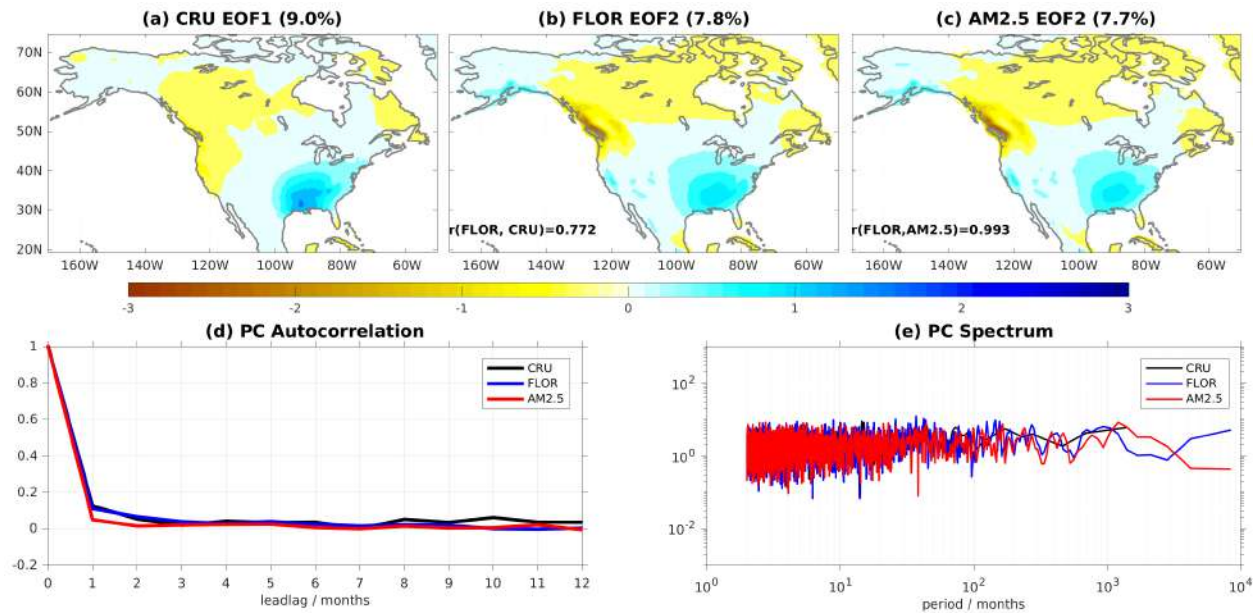 (a) CRU EOF1 (9.0%)
(b) FLOR EOF2 (7.8%)
(c) AM2.5 EOF2 (7.7%)
70N
60N
50N
40N
30N
20N
r(FLOR, CRU)=0.772
r(FLOR,AM2.5)=0.993
160W 140W 120W 100W 80W 60W
160W 140W 120W 100W 80W 60W
160W 140W 120W 100W 80W 60W
-3 -2 -1 0 1 2 3
(d) PC Autocorrelation
1
0.8
0.6
0.4
0.2
0
-0.2
CRU
FLOR
AM2.5
0 1 2 3 4 5 6 7 8 9 10 11 12
leadlag / months
(e) PC Spectrum
10²
10⁰
10⁻²
CRU
FLOR
AM2.5
10⁰ 10¹ 10² 10³ 10⁴
period / months